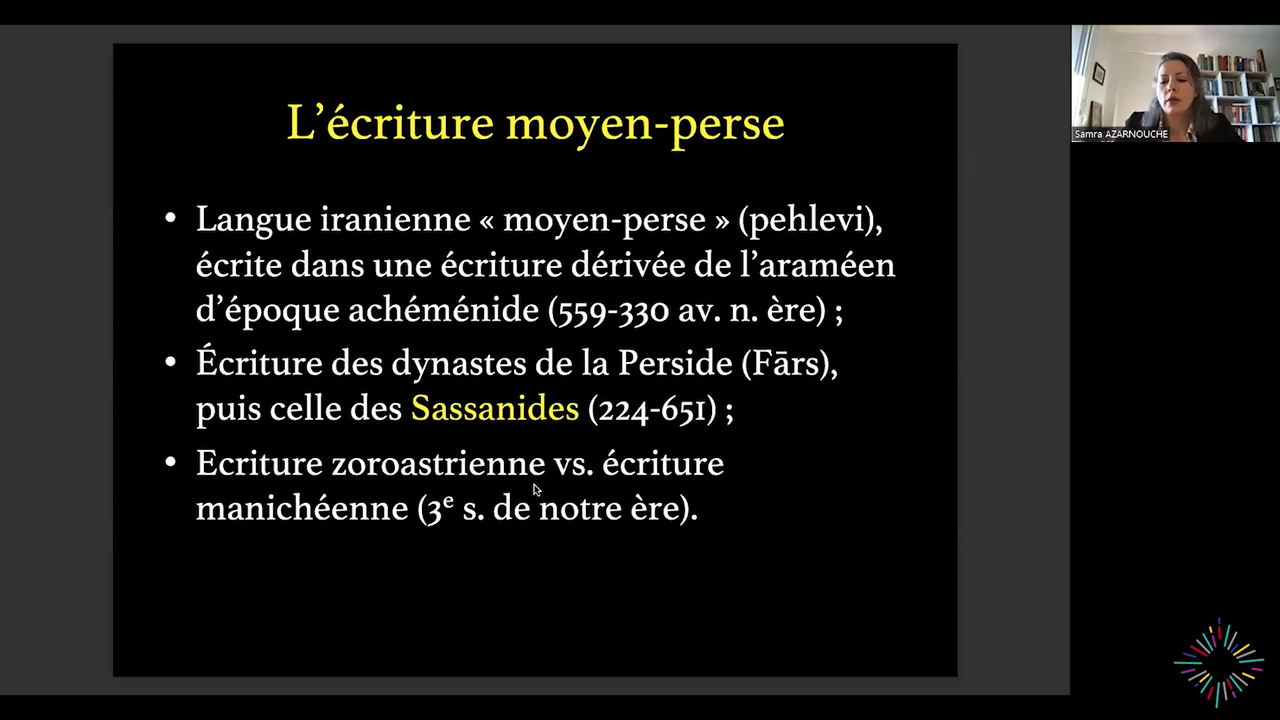 L’écriture moyen-perse
• Langue iranienne « moyen-perse » (pehlevi),
écrite dans une écriture dérivée de l’araméen
d’époque achéménide (559-330 av. n. ère) ;
• Écriture des dynastes de la Perside (Fārs),
puis celle des Sassanides (224-651) ;
• Ecriture zoroastrienne vs. écriture
manichéenne (3ᵉ s. de notre ère).
Samra AZARNOUCHE